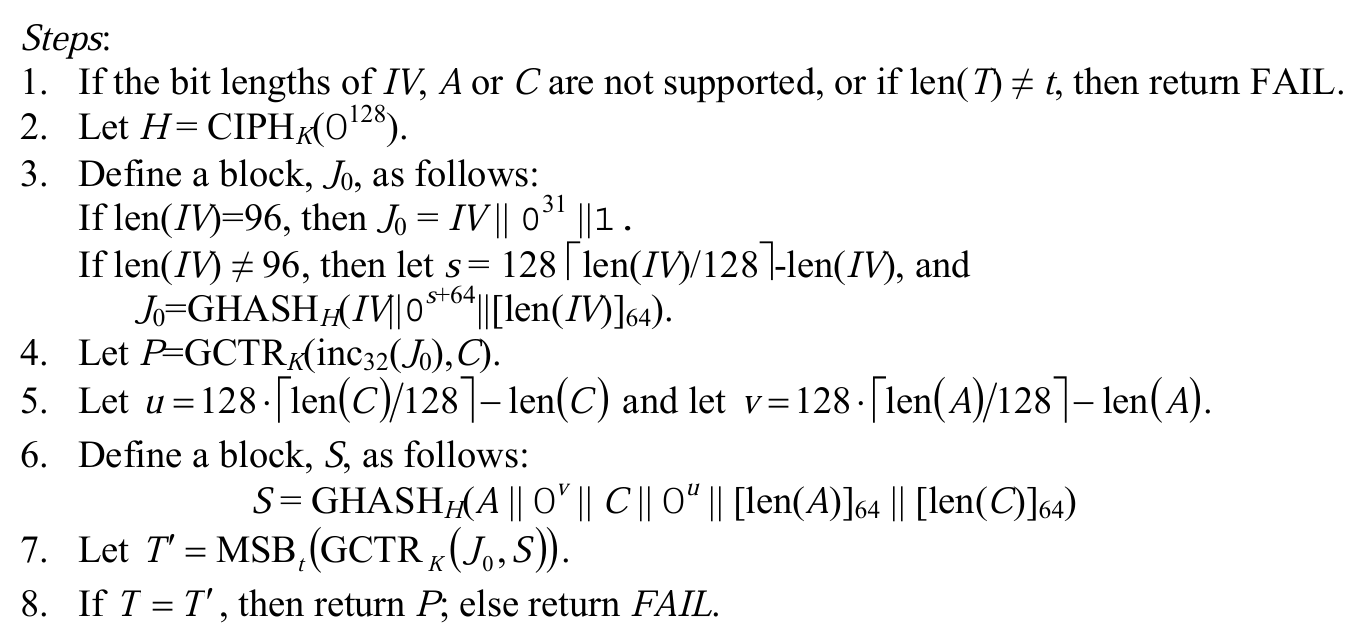 Steps:
1. If the bit lengths of IV, A or C are not supported, or if len(T) ≠ t, then return FAIL.
2. Let H = CIPH_K(0^128).
3. Define a block, J_0, as follows:
If len(IV)=96, then J_0 = IV || 0^31 ||1 .
If len(IV) ≠ 96, then let s = 128⌈len(IV)/128⌉-len(IV), and
J_0=GHASH_H(IV||0^{s+64}||[len(IV)]_64).
4. Let P=GCTR_K(inc_32(J_0), C).
5. Let u = 128·⌈len(C)/128⌉ − len(C) and let v = 128·⌈len(A)/128⌉ − len(A).
6. Define a block, S, as follows:
S = GHASH_H(A || 0^v || C || 0^u || [len(A)]_64 || [len(C)]_64)
7. Let T′ = MSB_t(GCTR_K(J_0, S)).
8. If T = T′, then return P; else return FAIL.